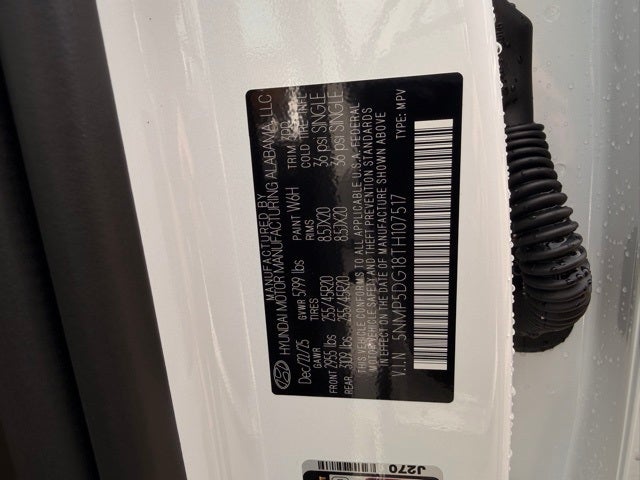 MANUFACTURED BY
HYUNDAI MOTOR MANUFACTURING ALABAMA, LLC
Dec/22/25 GVWR 5799 lbs PAINT W6H TRIM
GAWR TIRES RIMS COLD TIRE INFL
FRONT 2955 lbs 255/45R20 8.5JX20 36 psi SINGLE
REAR 3109 lbs 255/45R20 8.5JX20 36 psi SINGLE
THIS VEHICLE CONFORMS TO ALL APPLICABLE U.S.A. FEDERAL
MOTOR VEHICLE SAFETY AND THEFT PREVENTION STANDARDS
IN EFFECT ON THE DATE OF MANUFACTURE SHOWN ABOVE
V.I.N 5NMP5DG18TH107517 TYPE: MPV
J270